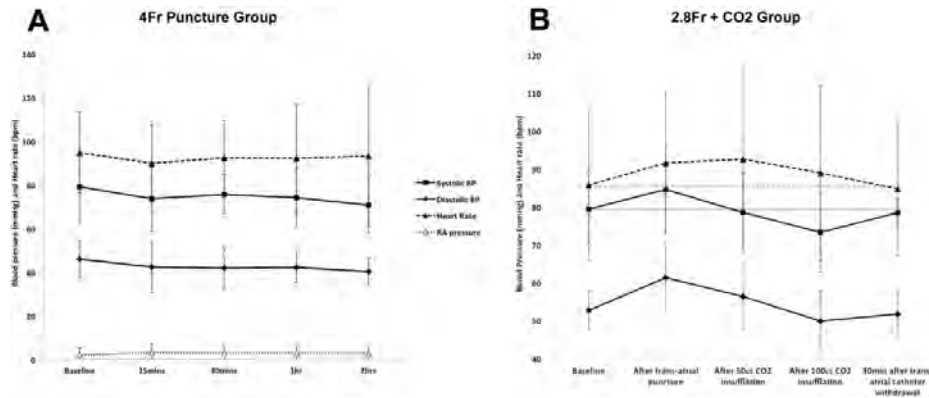 A
4Fr Puncture Group
Blood pressure (mmHg) and Heart rate (bpm)
140
120
100
80
60
40
20
0
Baseline
15mins
30mins
1hr
Systolic BP
Diastolic BP
Heart Rate
RA pressure
B
2.8Fr + CO2 Group
Blood Pressure (mmHg) and Heart rate (bpm)
120
110
100
90
80
70
60
50
40
Baseline
After trans-atrial
puncture
After 50cc CO2
insufflation
After 100cc CO2
insufflation
30min after trans
atrial catheter
withdrawal